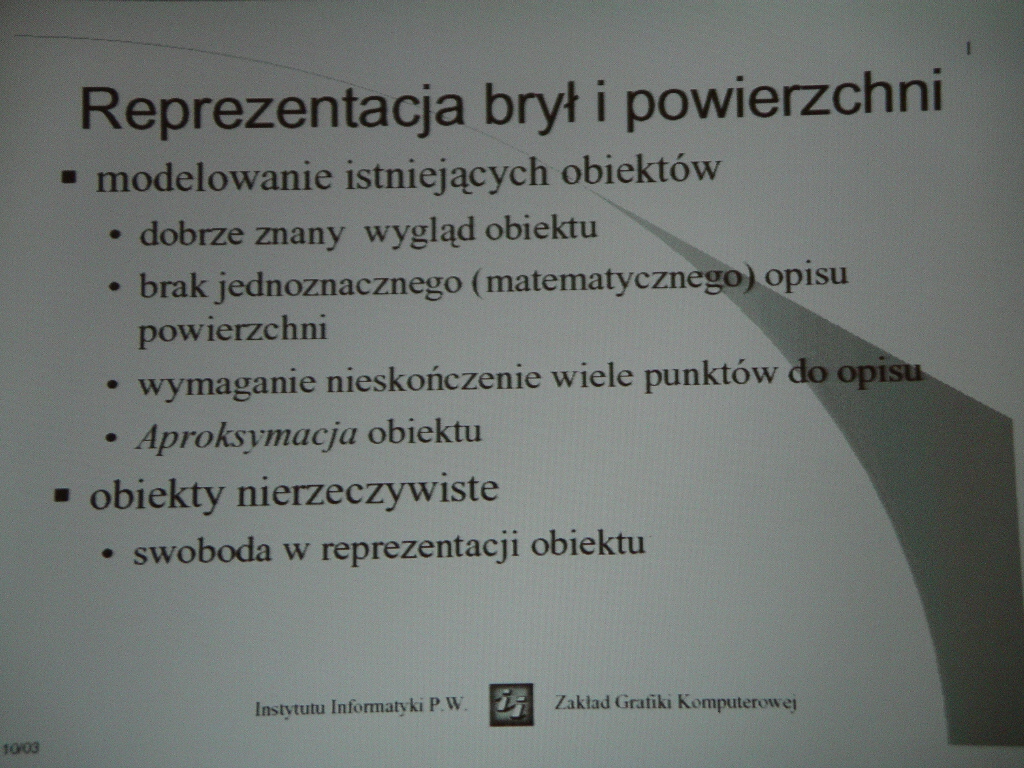 Reprezentacja brył i powierzchni
▪ modelowanie istniejących obiektów
• dobrze znany wygląd obiektu
• brak jednoznacznego (matematycznego) opisu
powierzchni
• wymaganie nieskończenie wiele punktów do opisu
• Aproksymacja obiektu
▪ obiekty nierzeczywiste
• swoboda w reprezentacji obiektu
Instytutu Informatyki P.W. ii Zakład Grafiki Komputerowej
10/03